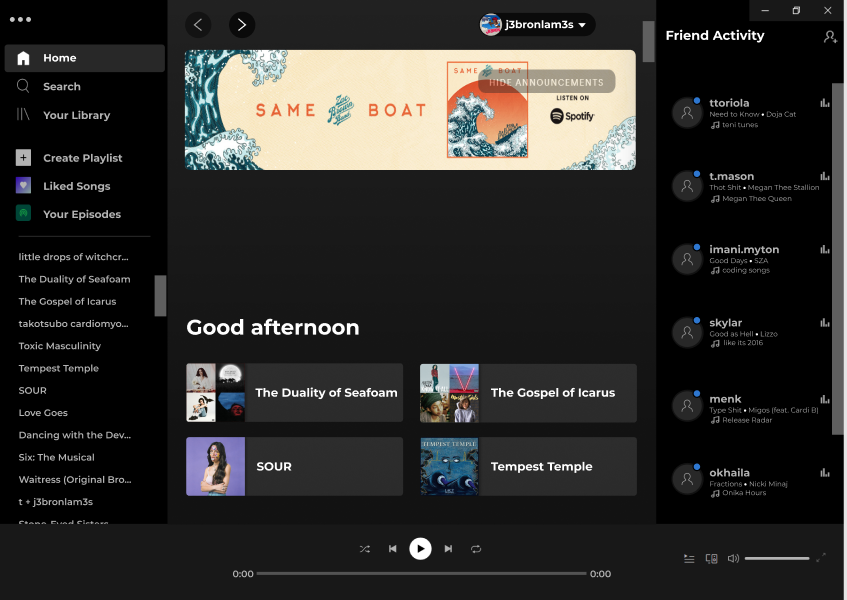 Home
Search
Your Library
Create Playlist
Liked Songs
Your Episodes
little drops of witchcr...
The Duality of Seafoam
The Gospel of Icarus
takotsubo cardiomyo...
Toxic Masculinity
Tempest Temple
SOUR
Love Goes
Dancing with the Dev...
Six: The Musical
Waitress (Original Bro...
t + j3bronlam3s
Stone-Eyed Sisters
j3bronlam3s
SAME BOAT
SAME BOAT
HIDE ANNOUNCEMENTS
LISTEN ON
Spotify
Good afternoon
The Duality of Seafoam
The Gospel of Icarus
SOUR
TEMPEST TEMPLE
Tempest Temple
Friend Activity
ttoriola
Need to Know • Doja Cat
teni tunes
t.mason
Thot Shit • Megan Thee Stallion
Megan Thee Queen
imani.myton
Good Days • SZA
coding songs
skylar
Good as Hell • Lizzo
like its 2016
menk
Type Shit • Migos (feat. Cardi B)
Release Radar
okhaila
Fractions • Nicki Minaj
Onika Hours
0:00
0:00